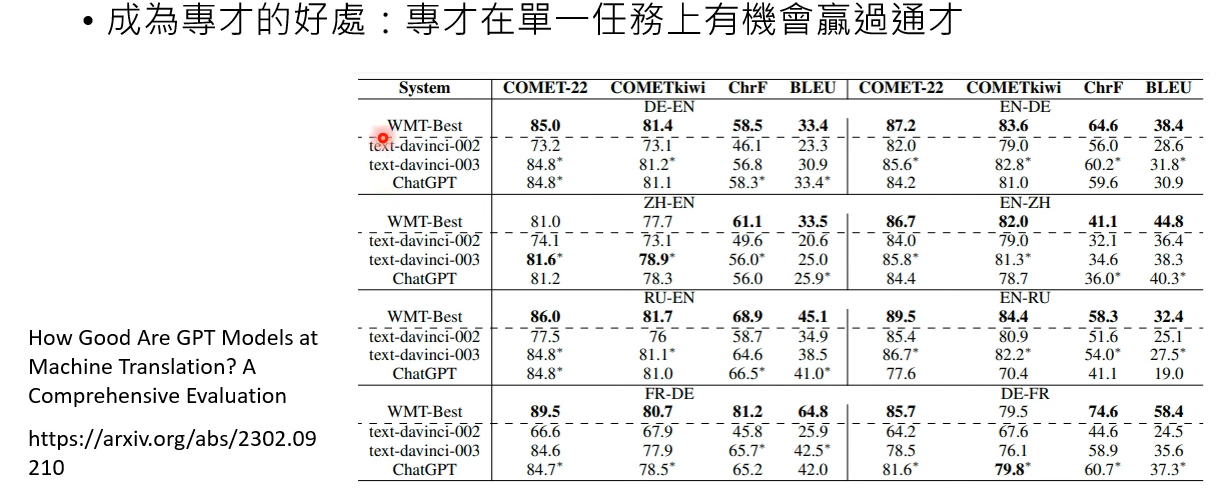 • 成為專才的好處：專才在單一任務上有機會贏過通才
System COMET-22 COMETkiwi ChrF BLEU COMET-22 COMETkiwi ChrF BLEU
DE-EN EN-DE
WMT-Best 85.0 81.4 58.5 33.4 87.2 83.6 64.6 38.4
text-davinci-002 73.2 73.1 46.1 23.3 82.0 79.0 56.0 28.6
text-davinci-003 84.8* 81.2* 56.8 30.9 85.6* 82.8* 60.2* 31.8*
ChatGPT 84.8* 81.1 58.3* 33.4* 84.2 81.0 59.6 30.9
ZH-EN EN-ZH
WMT-Best 81.0 77.7 61.1 33.5 86.7 82.0 41.1 44.8
text-davinci-002 74.1 73.1 49.6 20.6 84.0 79.0 32.1 36.4
text-davinci-003 81.6* 78.9* 56.0* 25.0 85.8* 81.3* 34.6 38.3
ChatGPT 81.2 78.3 56.0 25.9* 84.4 78.7 36.0* 40.3*
RU-EN EN-RU
WMT-Best 86.0 81.7 68.9 45.1 89.5 84.4 58.3 32.4
text-davinci-002 77.5 76 58.7 34.9 85.4 80.9 51.6 25.1
text-davinci-003 84.8* 81.1* 64.6 38.5 86.7* 82.2* 54.0* 27.5*
ChatGPT 84.8* 81.0 66.5* 41.0* 77.6 70.4 41.1 19.0
FR-DE DE-FR
WMT-Best 89.5 80.7 81.2 64.8 85.7 79.5 74.6 58.4
text-davinci-002 66.6 67.9 45.8 25.9 64.2 67.6 44.6 24.5
text-davinci-003 84.6 77.9 65.7* 42.5* 78.5 76.1 58.9 35.6
ChatGPT 84.7* 78.5* 65.2 42.0 81.6* 79.8* 60.7* 37.3*
How Good Are GPT Models at
Machine Translation? A
Comprehensive Evaluation
https://arxiv.org/abs/2302.09
210